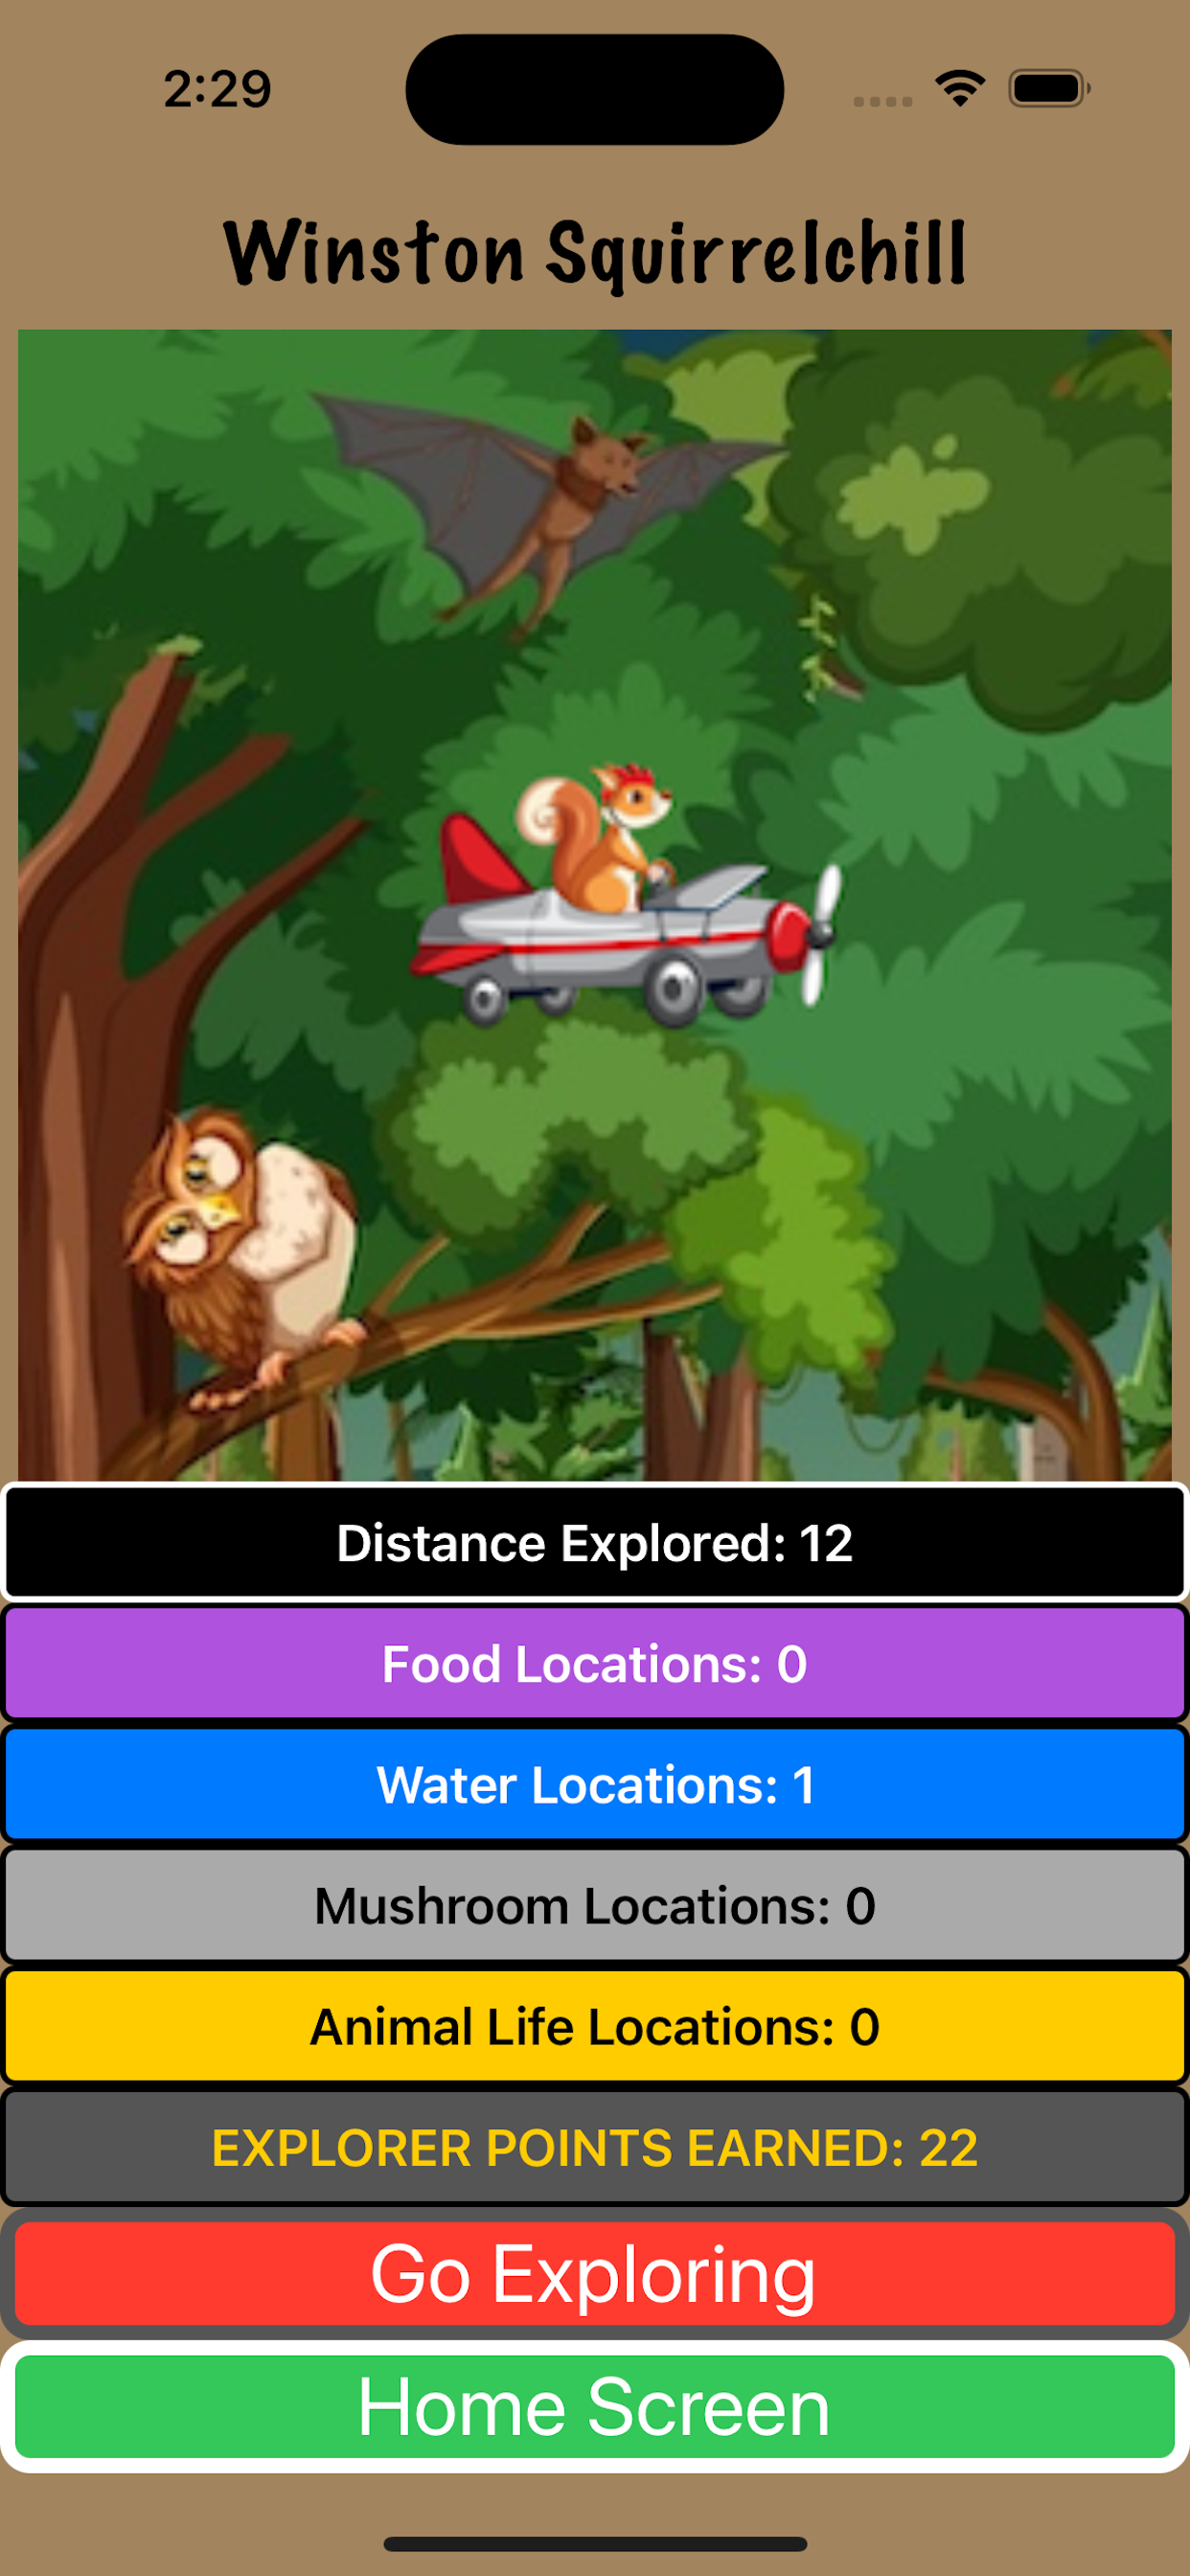 2:29
Winston Squirrelchill
Distance Explored: 12
Food Locations: 0
Water Locations: 1
Mushroom Locations: 0
Animal Life Locations: 0
EXPLORER POINTS EARNED: 22
Go Exploring
Home Screen